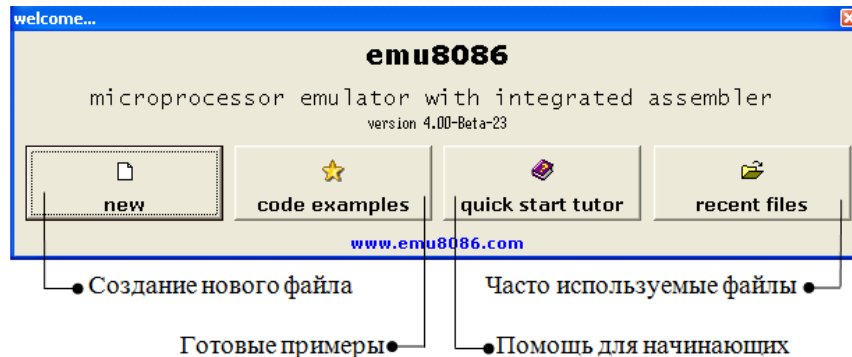 welcome...
emu8086
microprocessor emulator with integrated assembler
version 4.00-Beta-23
new
code examples
quick start tutor
recent files
www.emu8086.com
Создание нового файла
Часто используемые файлы
Готовые примеры
Помощь для начинающих